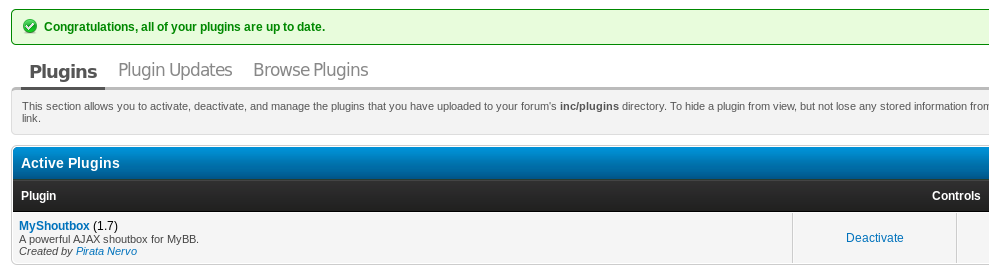 Congratulations, all of your plugins are up to date.
Plugins Plugin Updates Browse Plugins
This section allows you to activate, deactivate, and manage the plugins that you have uploaded to your forum's inc/plugins directory. To hide a plugin from view, but not lose any stored information from
link.
Active Plugins
Plugin Controls
MyShoutbox (1.7)
A powerful AJAX shoutbox for MyBB.
Deactivate
Created by Pirata Nervo